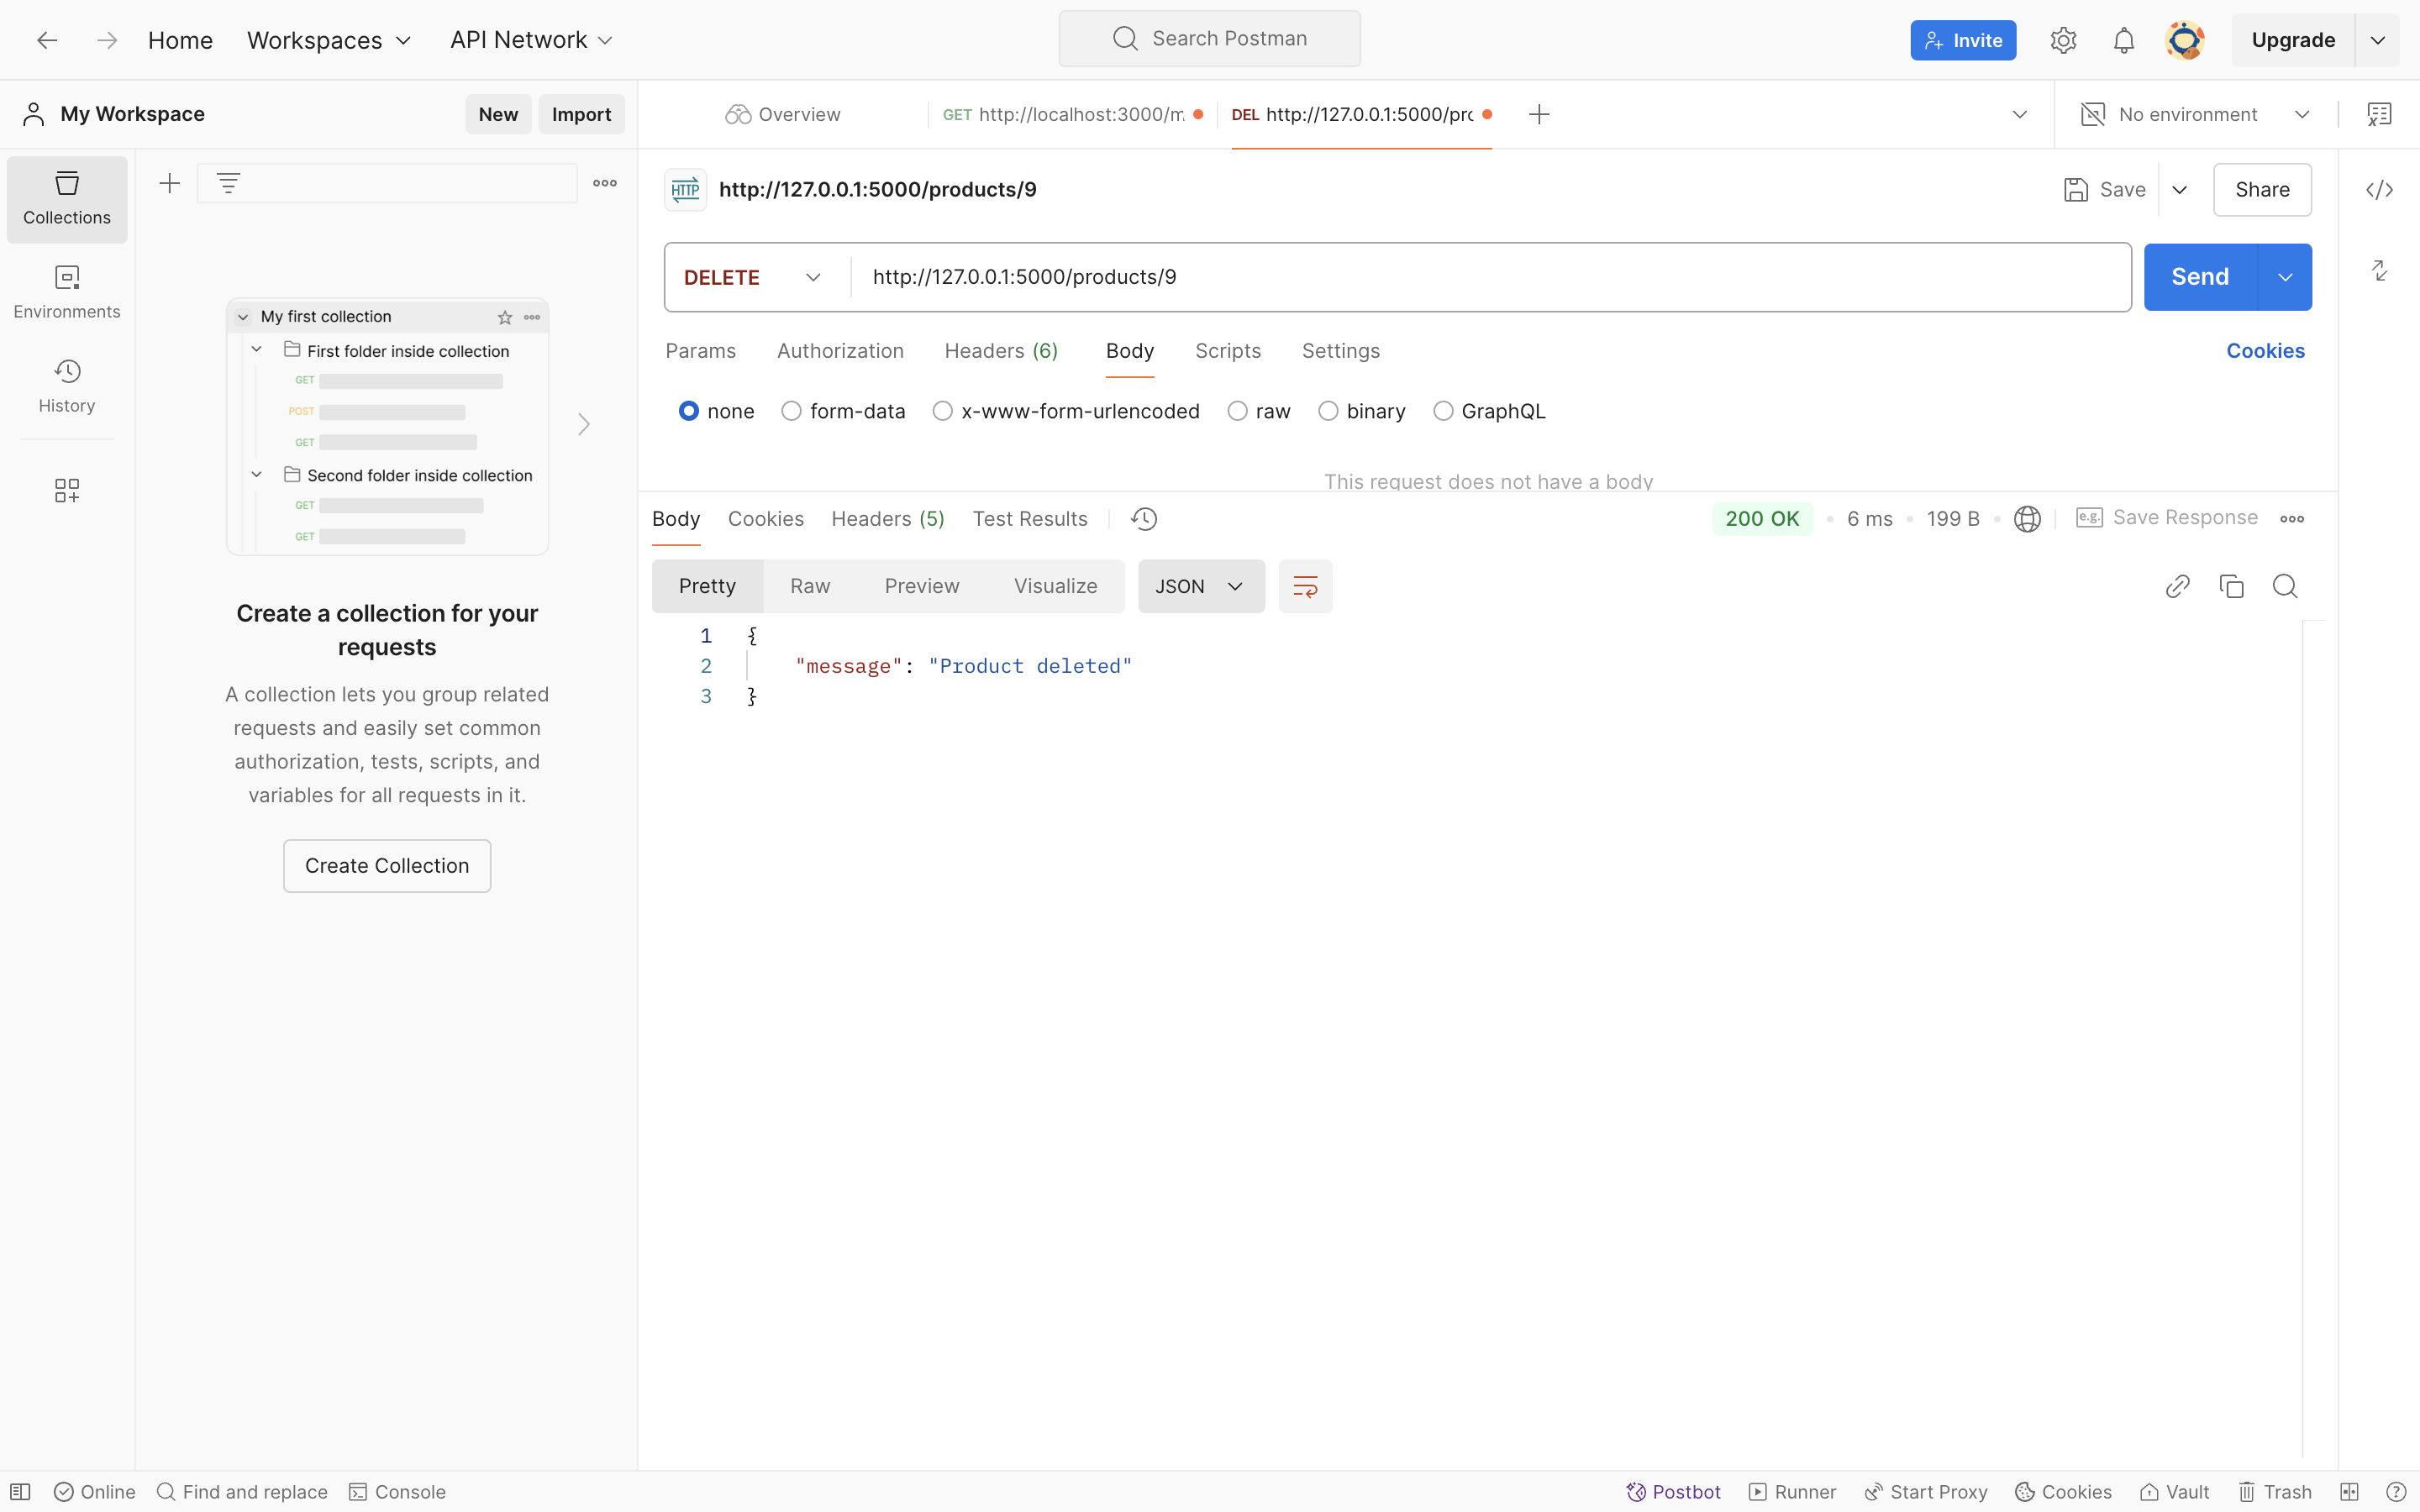 Home Workspaces API Network Search Postman Invite Upgrade
My Workspace New Import Overview GET http://localhost:3000/m DEL http://127.0.0.1:5000/pro No environment
Collections
Environments
History
My first collection
First folder inside collection
GET
POST
GET
Second folder inside collection
GET
GET
Create a collection for your
requests
A collection lets you group related
requests and easily set common
authorization, tests, scripts, and
variables for all requests in it.
Create Collection
HTTP http://127.0.0.1:5000/products/9 Save Share
DELETE http://127.0.0.1:5000/products/9 Send
Params Authorization Headers (6) Body Scripts Settings Cookies
none form-data x-www-form-urlencoded raw binary GraphQL
This request does not have a body
Body Cookies Headers (5) Test Results 200 OK 6 ms 199 B e.g. Save Response
Pretty Raw Preview Visualize JSON
1 {
2 "message": "Product deleted"
3 }
Online Find and replace Console Postbot Runner Start Proxy Cookies Vault Trash